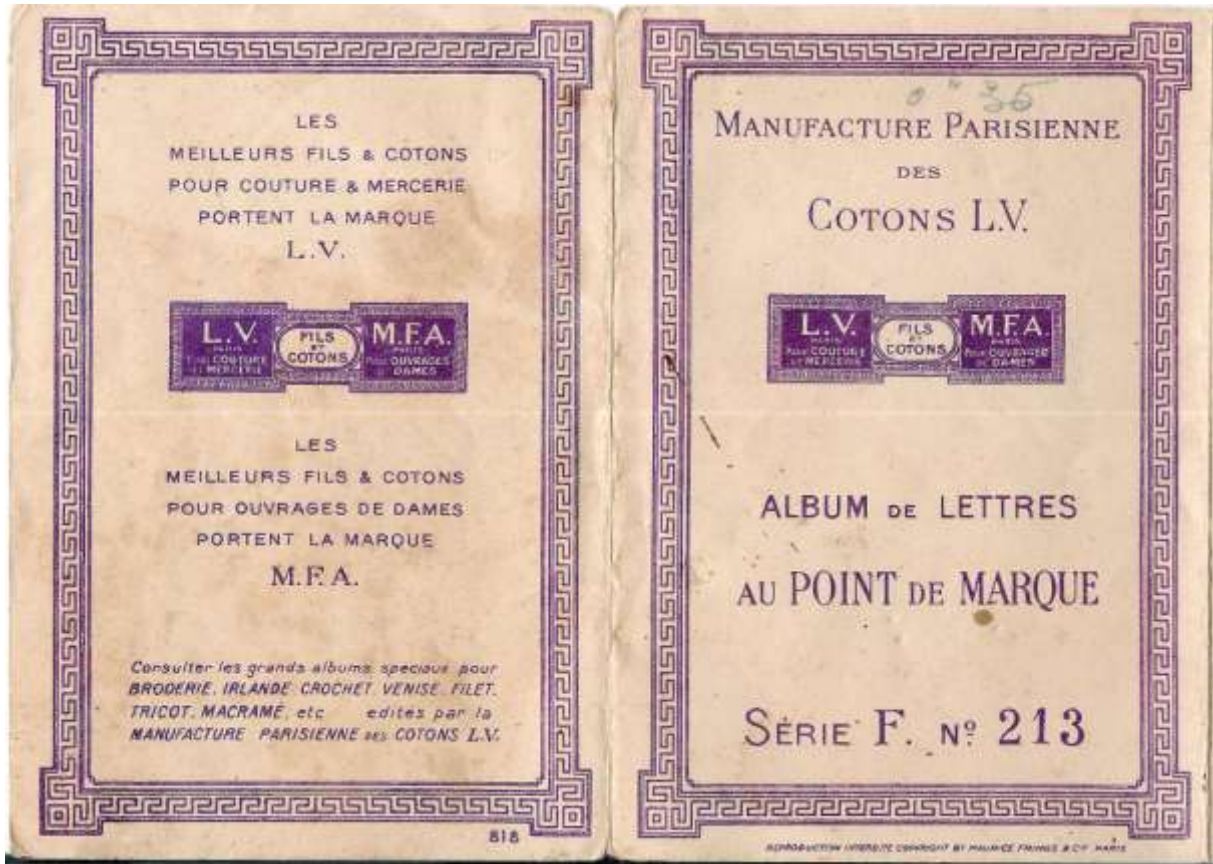 LES
MEILLEURS FILS & COTONS
POUR COUTURE & MERCERIE
PORTENT LA MARQUE
L.V.
L.V.
PARIS
POUR COUTURE
ET MERCERIE
FILS
ET
COTONS
M.F.A.
PARIS
POUR OUVRAGES
DE DAMES
LES
MEILLEURS FILS & COTONS
POUR OUVRAGES DE DAMES
PORTENT LA MARQUE
M.F.A.
Consulter les grands albums speciaux pour
BRODERIE, IRLANDE CROCHET, VENISE, FILET,
TRICOT, MACRAMÉ, etc edites par la
MANUFACTURE PARISIENNE DES COTONS L.V.
818
35
MANUFACTURE PARISIENNE
DES
COTONS L.V.
L.V.
PARIS
POUR COUTURE
ET MERCERIE
FILS
ET
COTONS
M.F.A.
PARIS
POUR OUVRAGES
DE DAMES
ALBUM DE LETTRES
AU POINT DE MARQUE
SÉRIE F. Nº 213
REPRODUCTION INTERDITE COPYRIGHT BY MAURICE & Cie PARIS